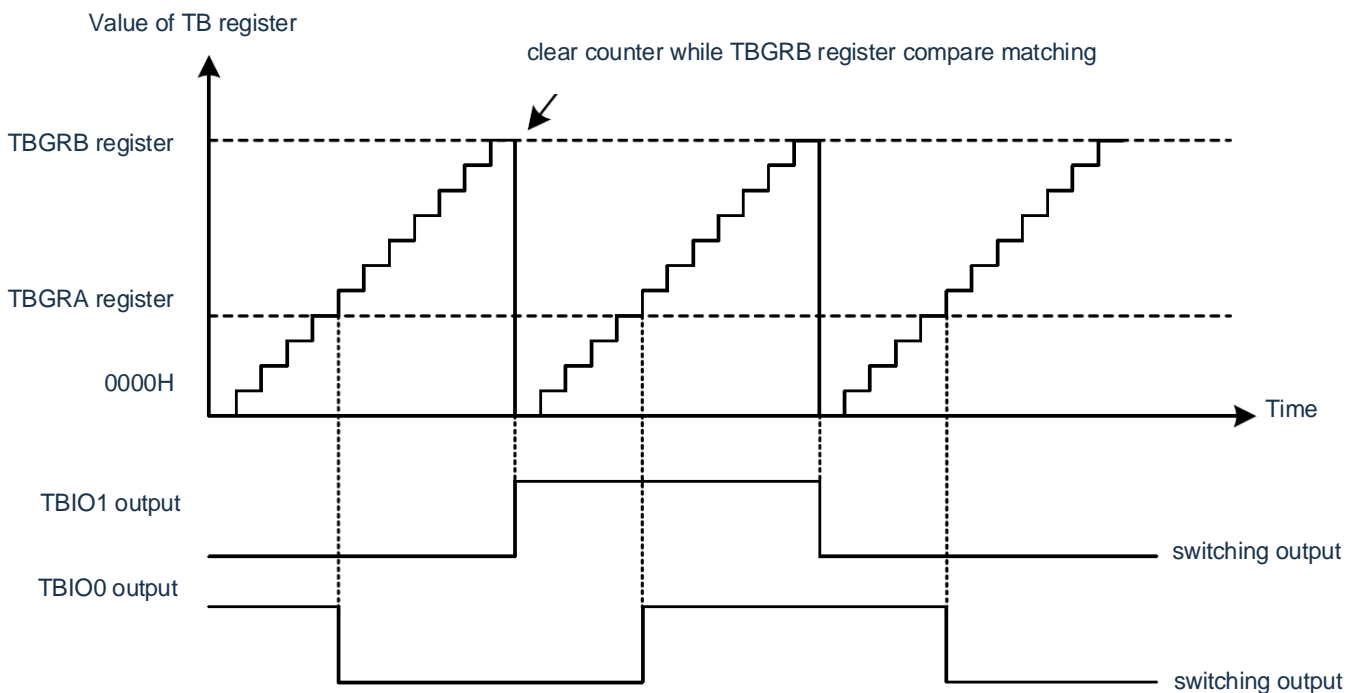 Value of TB register
clear counter while TBGRB register compare matching
TBGRB register
TBGRA register
0000H
Time
TBIO1 output
switching output
TBIO0 output
switching output